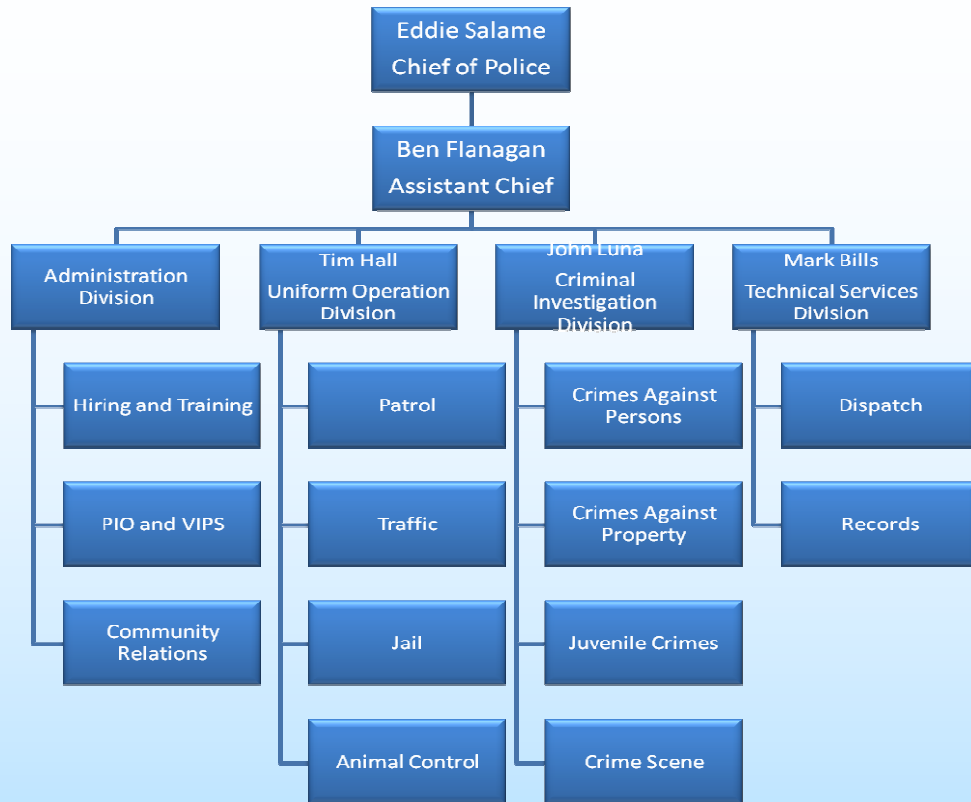 Eddie Salame
Chief of Police
Ben Flanagan
Assistant Chief
Administration
Division
Tim Hall
Uniform Operation
Division
John Luna
Criminal
Investigation
Division
Mark Bills
Technical Services
Division
Hiring and Training
PIO and VIPS
Community
Relations
Patrol
Traffic
Jail
Animal Control
Crimes Against
Persons
Crimes Against
Property
Juvenile Crimes
Crime Scene
Dispatch
Records